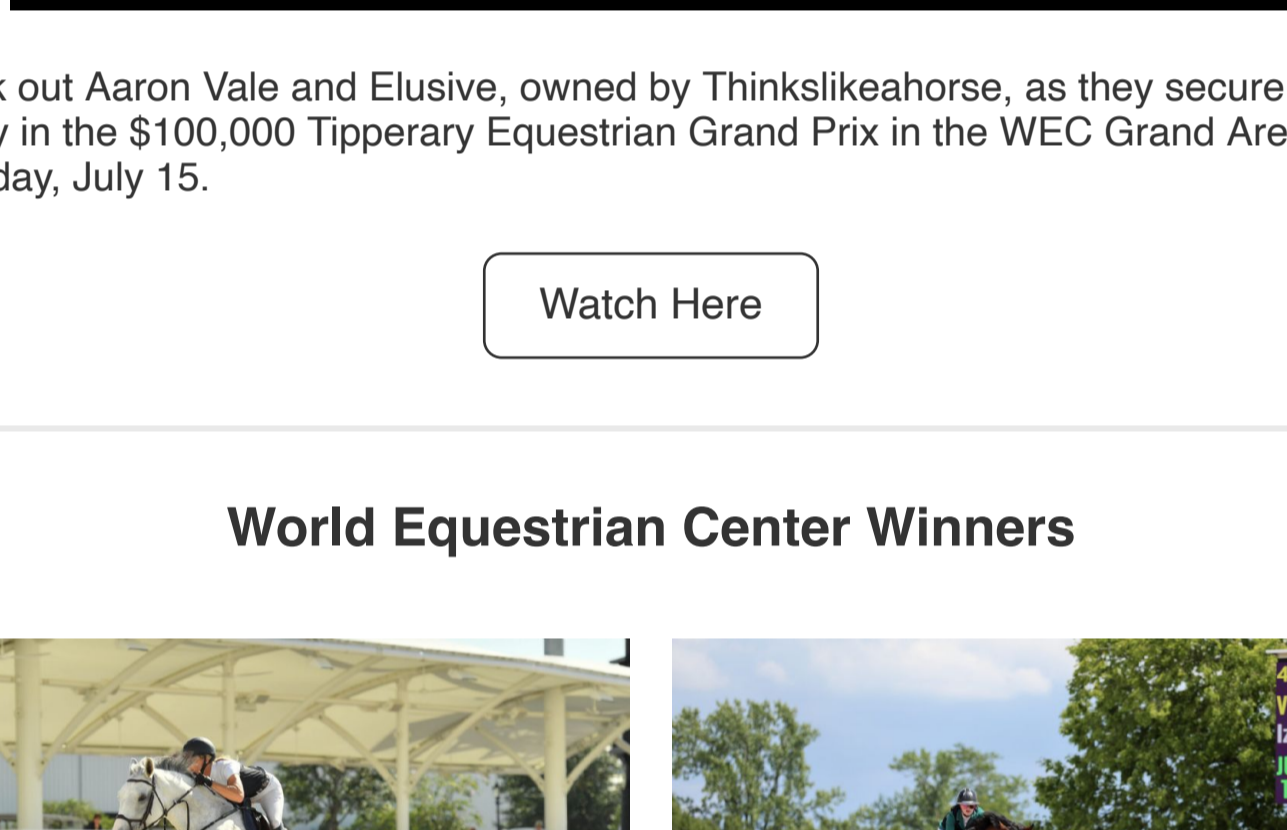 out Aaron Vale and Elusive, owned by Thinkslikeahorse, as they secure
in the $100,000 Tipperary Equestrian Grand Prix in the WEC Grand Are
day, July 15.
Watch Here
World Equestrian Center Winners